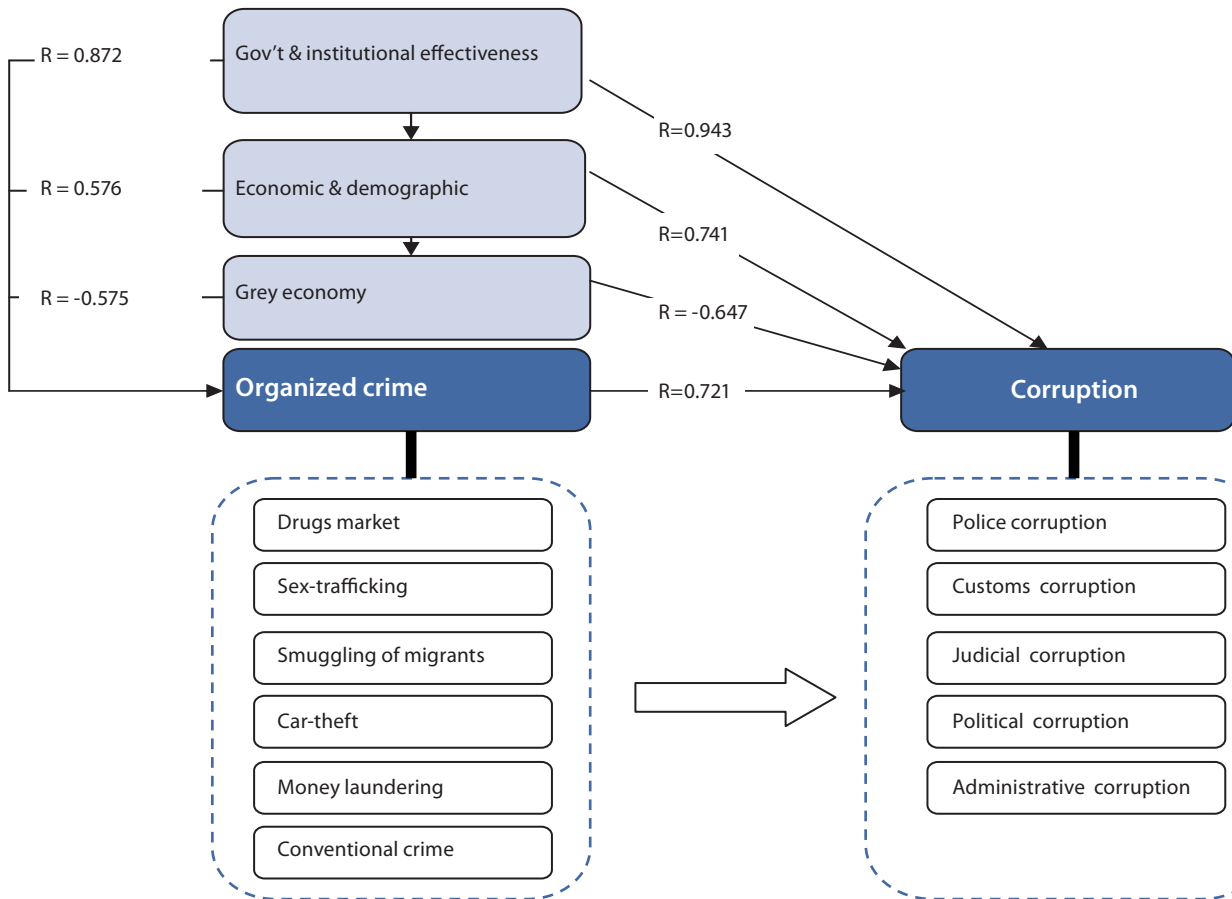 R = 0.872
Gov’t & institutional effectiveness
R=0.943
R = 0.576
Economic & demographic
R=0.741
R = -0.575
Grey economy
R = -0.647
Organized crime
R=0.721
Corruption
Drugs market
Sex-trafficking
Smuggling of migrants
Car-theft
Money laundering
Conventional crime
Police corruption
Customs corruption
Judicial corruption
Political corruption
Administrative corruption